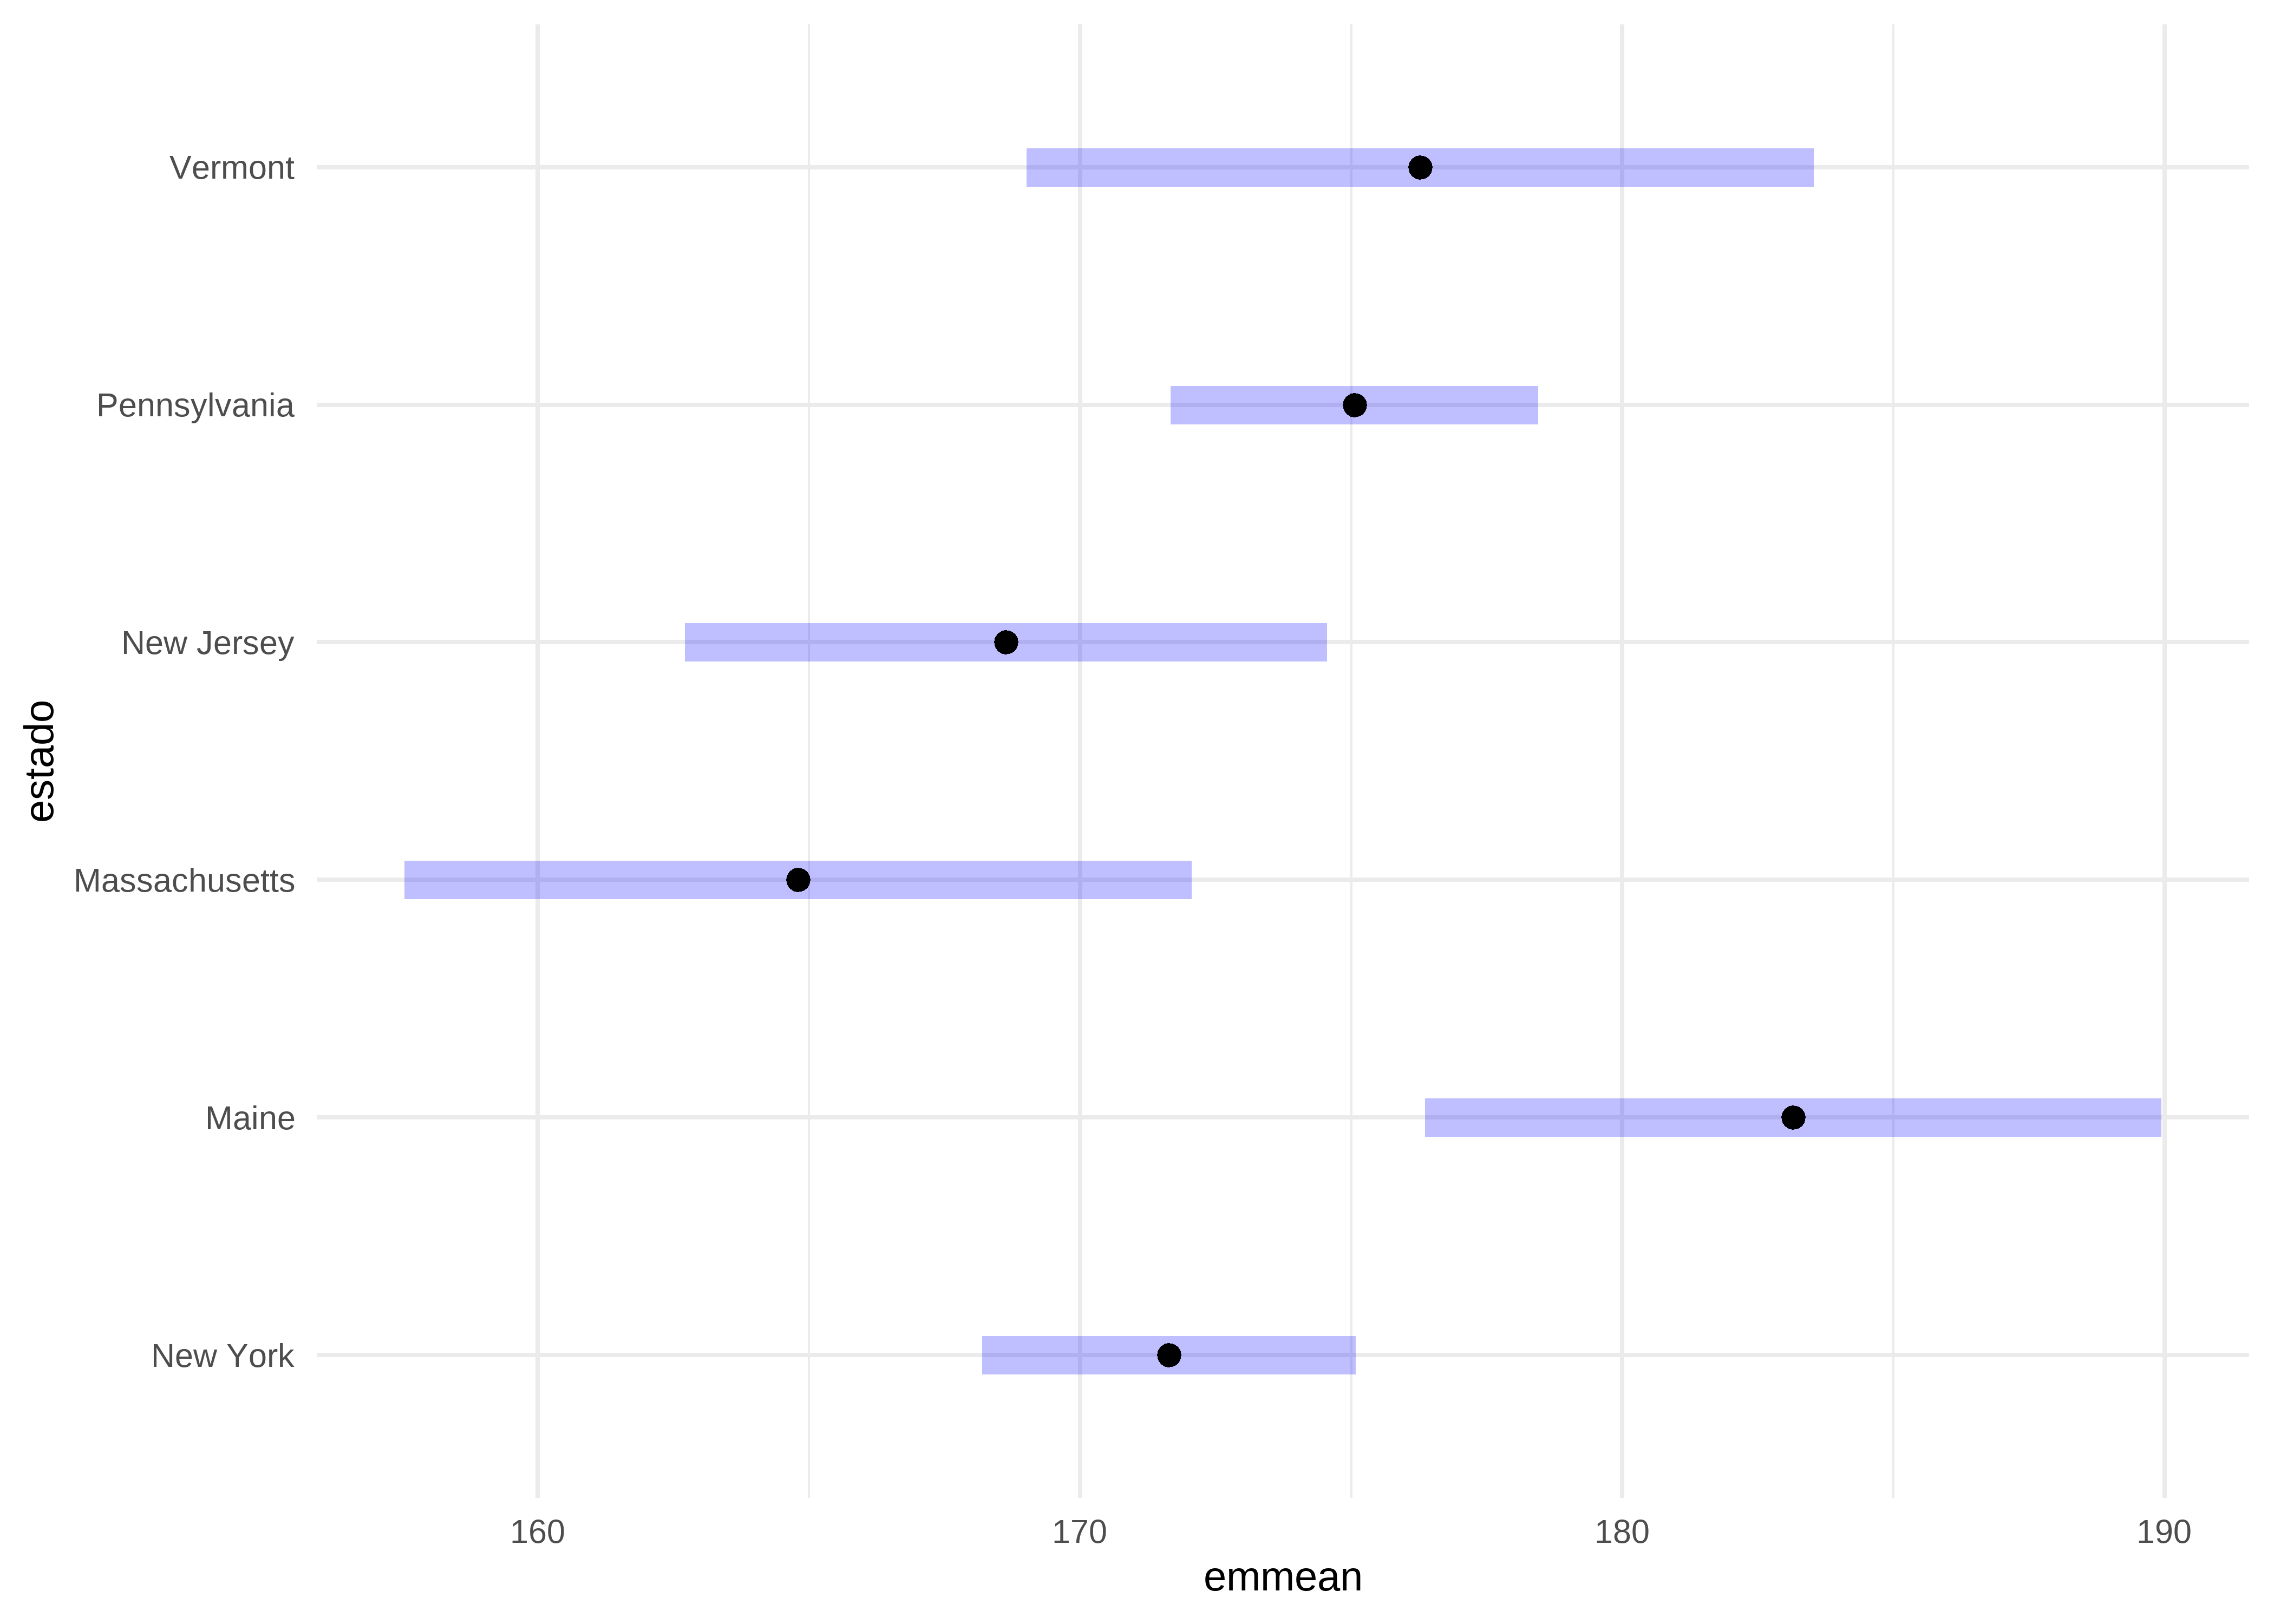 Vermont
Pennsylvania
New Jersey
Massachusetts
Maine
New York
estado
160 170 180 190
emmean